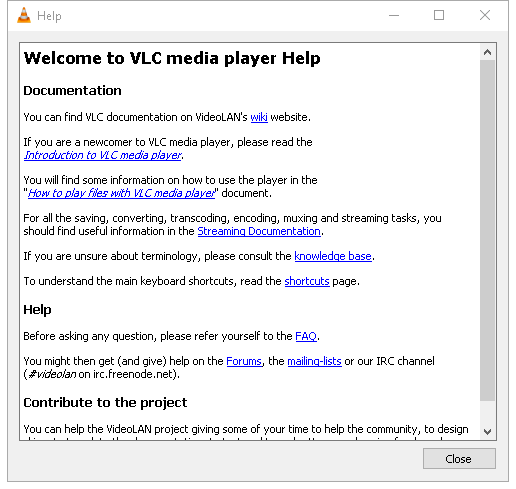 Help
Welcome to VLC media player Help
Documentation
You can find VLC documentation on VideoLAN's wiki website.
If you are a newcomer to VLC media player, please read the
Introduction to VLC media player.
You will find some information on how to use the player in the
"How to play files with VLC media player" document.
For all the saving, converting, transcoding, encoding, muxing and streaming tasks, you
should find useful information in the Streaming Documentation.
If you are unsure about terminology, please consult the knowledge base.
To understand the main keyboard shortcuts, read the shortcuts page.
Help
Before asking any question, please refer yourself to the FAQ.
You might then get (and give) help on the Forums, the mailing-lists or our IRC channel
(#videolan on irc.freenode.net).
Contribute to the project
You can help the VideoLAN project giving some of your time to help the community, to design
Close